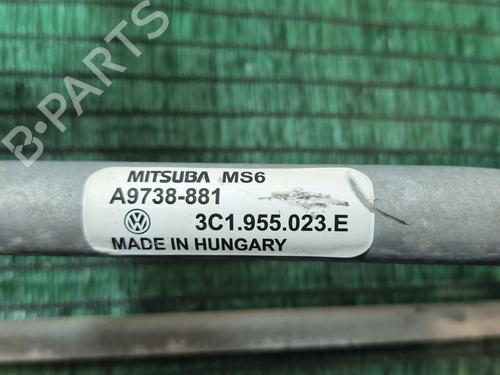 B-PARTS
MITSUBA MS6
A9738-881
3C1.955.023.E
MADE IN HUNGARY